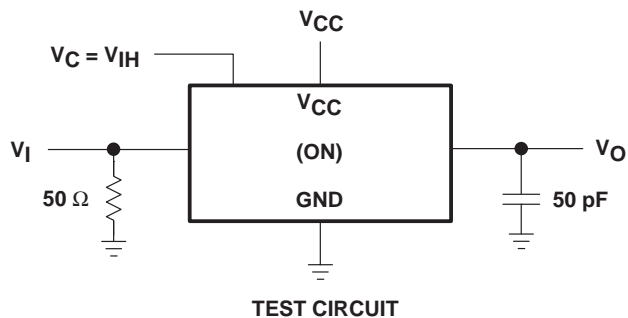 VCC
VC = VIH
VCC
VI
(ON)
VO
50 Ω
GND
50 pF
TEST CIRCUIT